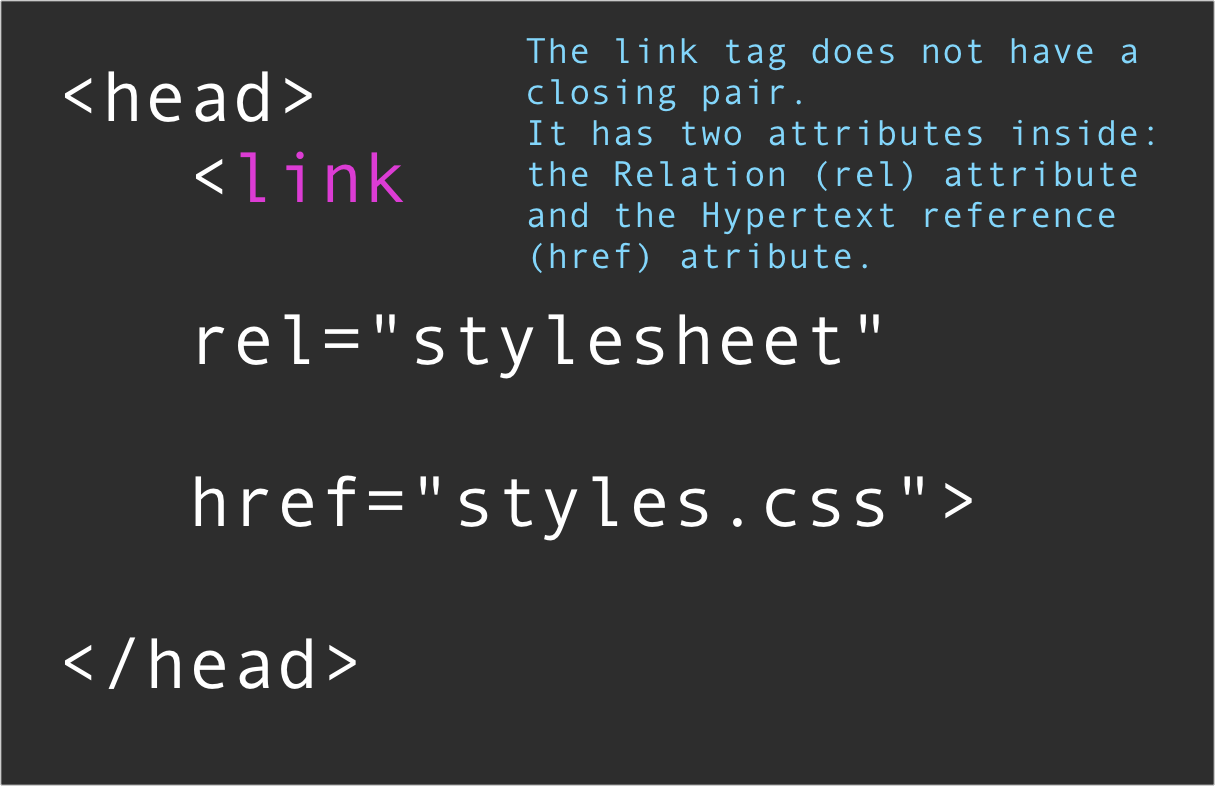 <head>
<link
The link tag does not have a
closing pair.
It has two attributes inside:
the Relation (rel) attribute
and the Hypertext reference
(href) atribute.
rel="stylesheet"
href="styles.css">
</head>